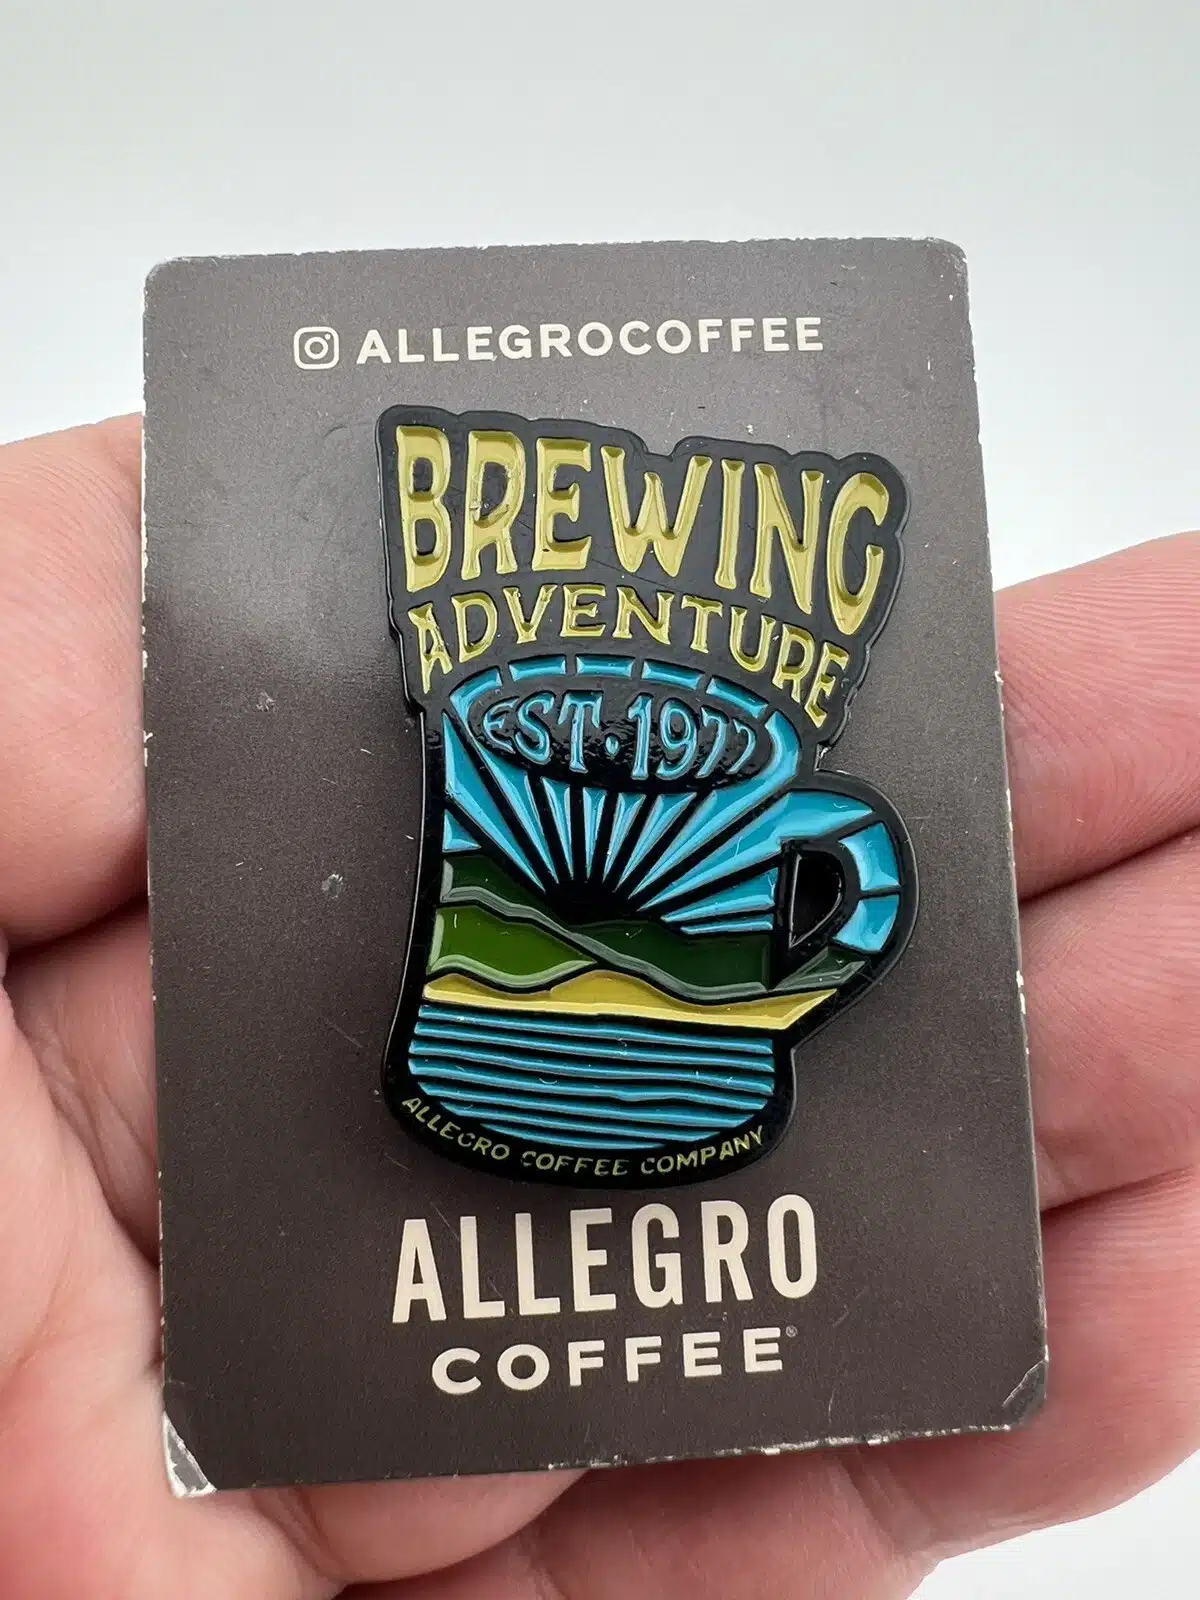 ALLEGROCOFFEE
BREWING
ADVENTURE
EST. 1977
ALLEGRO COFFEE COMPANY
ALLEGRO
COFFEE®